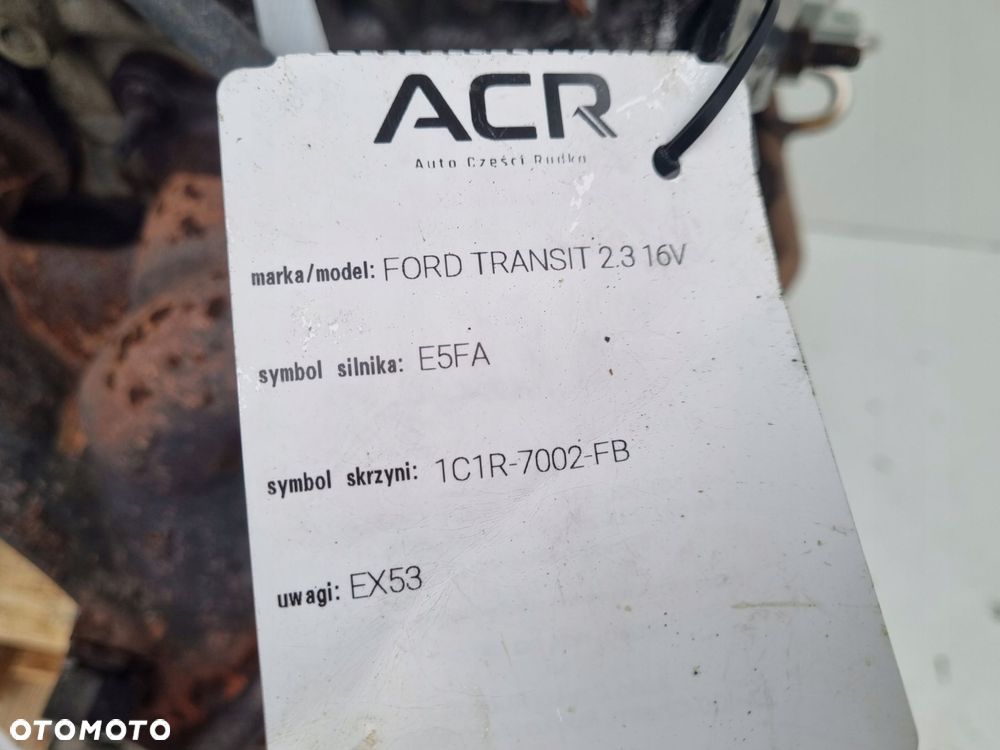 ACR
Auto Części Rudko
marka/model: FORD TRANSIT 2.3 16V
symbol silnika: E5FA
symbol skrzyni: 1C1R-7002-FB
uwagi: EX53
OTOMOTO